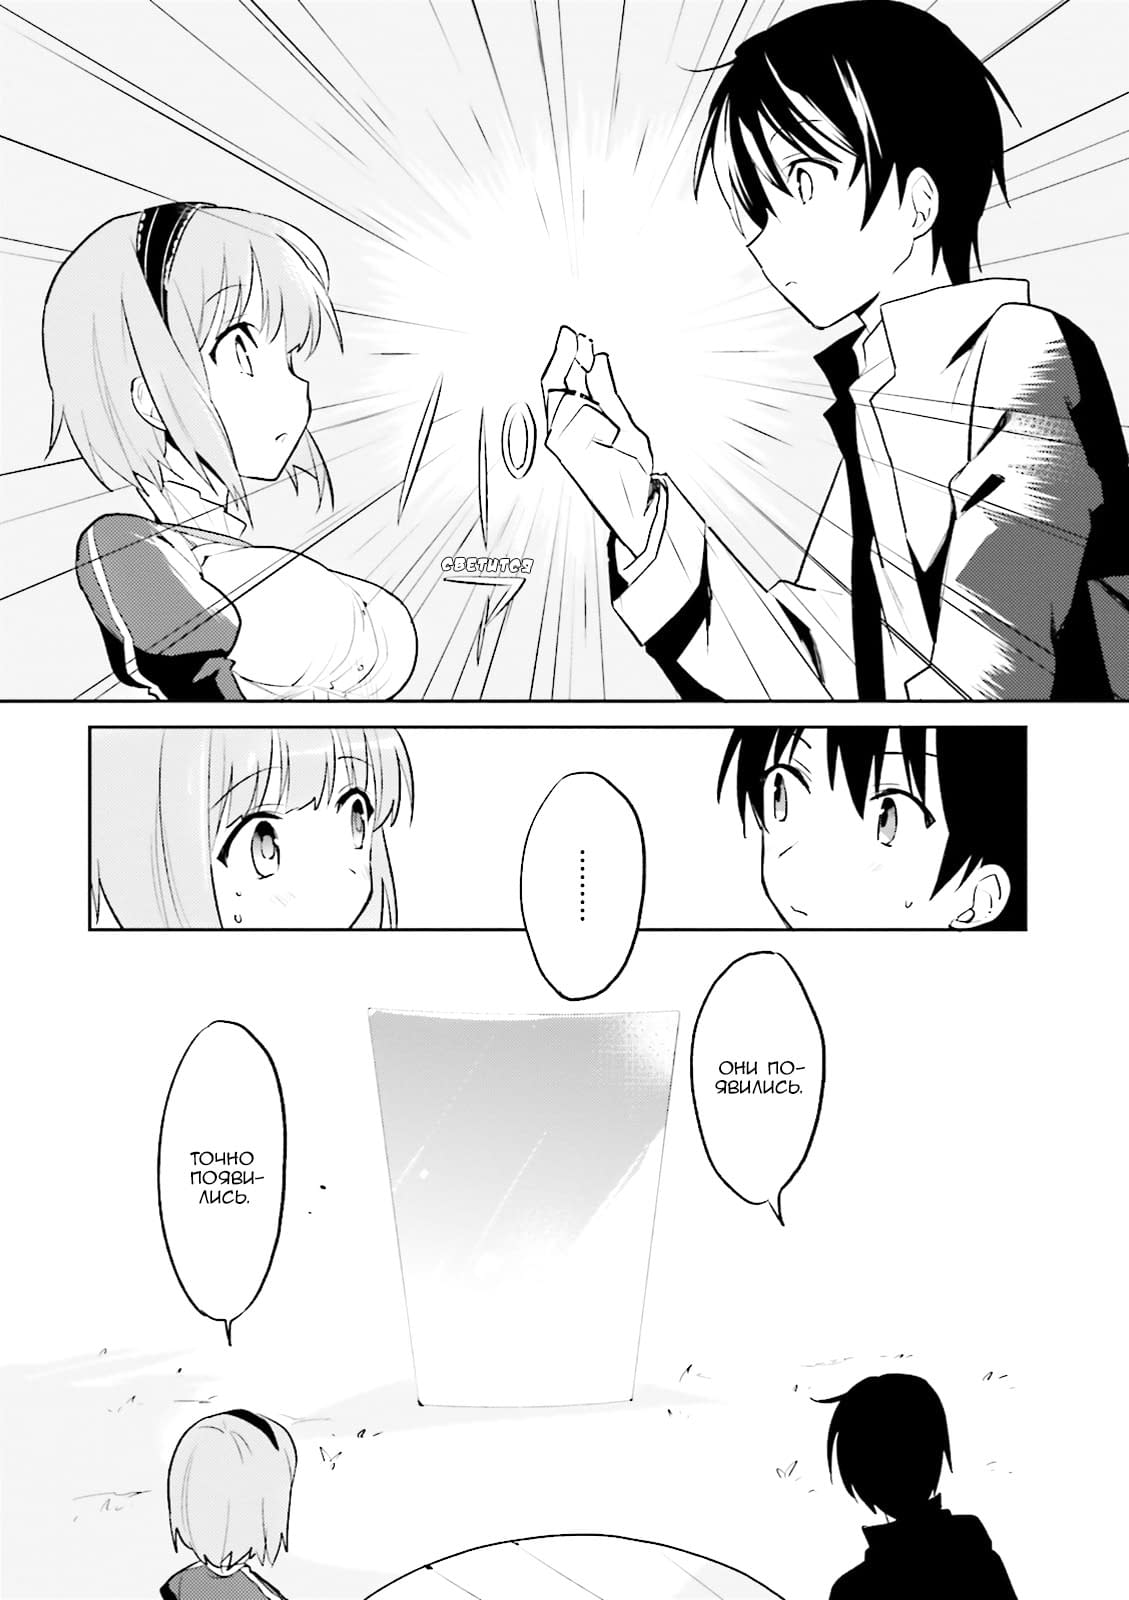 СВЕТИТСЯ
.........
ОНИ ПО-
ЯВИЛИСЬ.
ТОЧНО
ПОЯВИ-
ЛИСЬ.